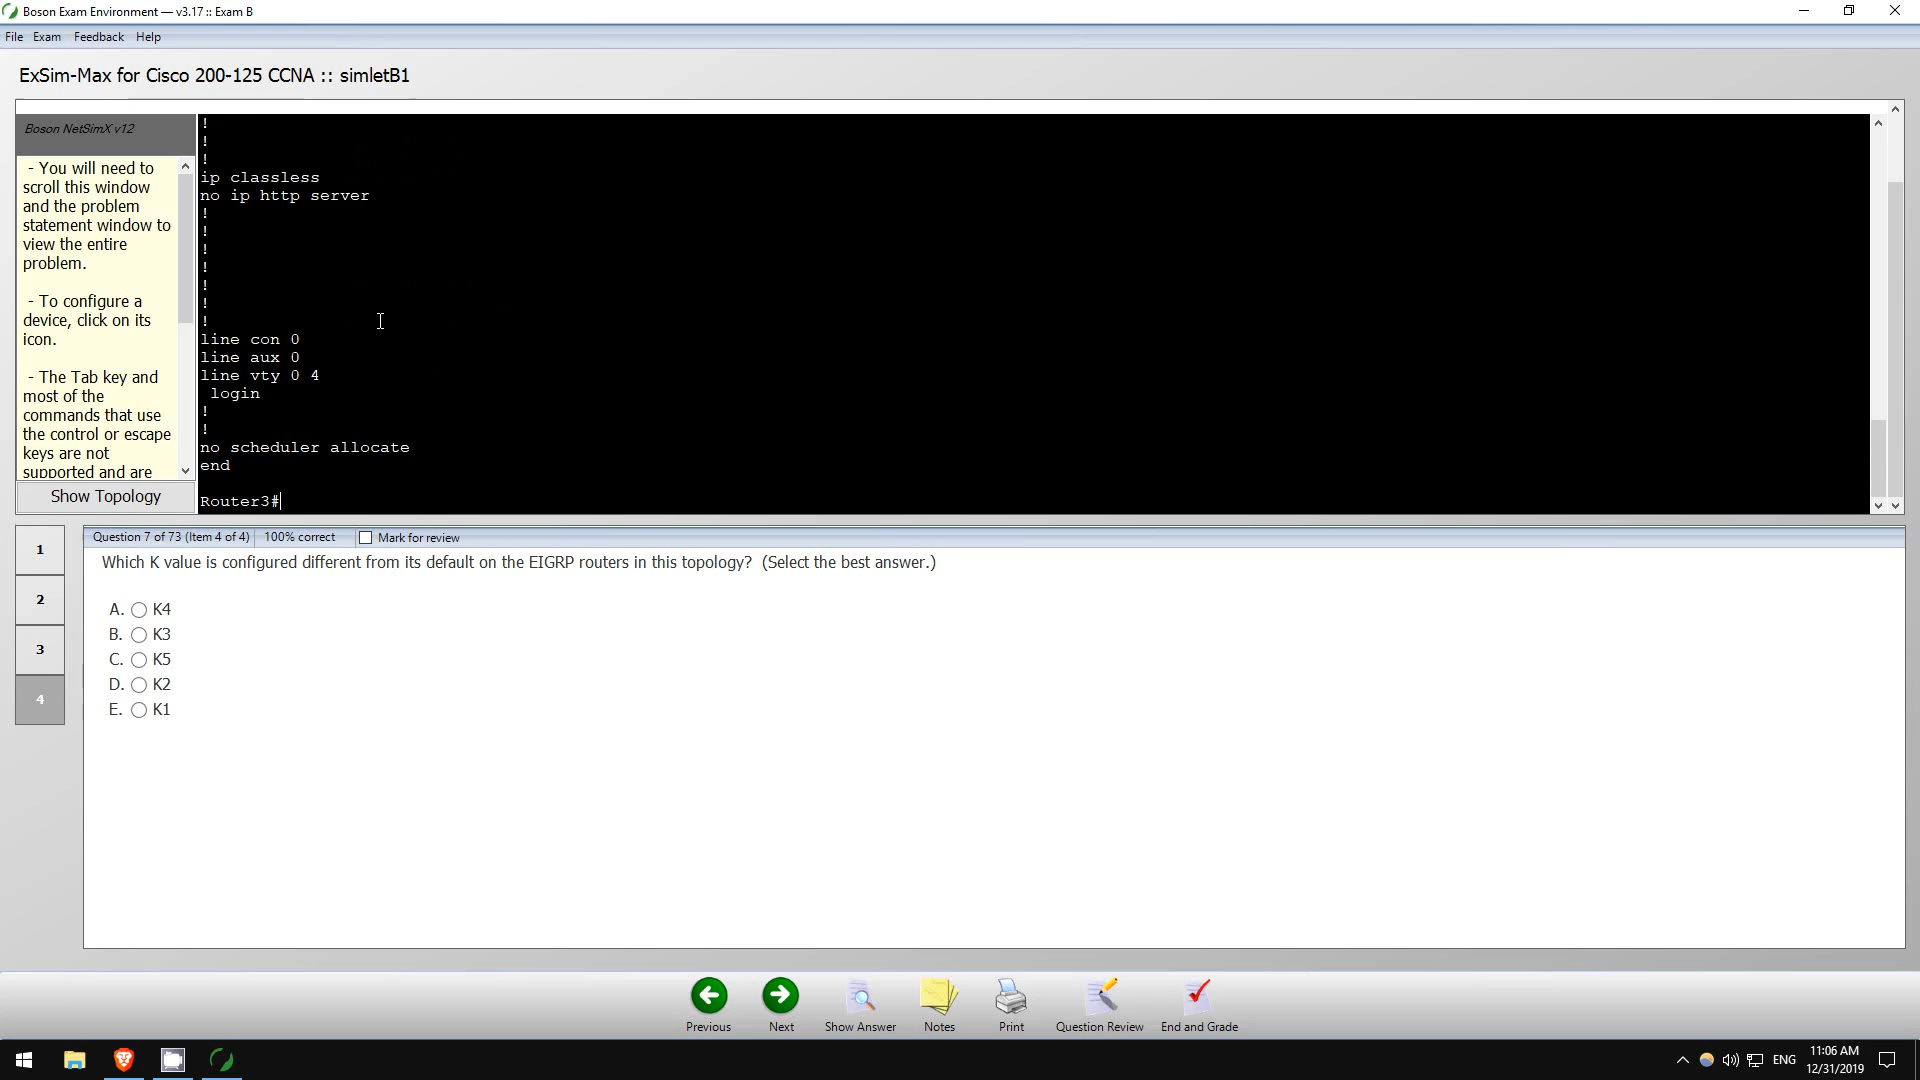 Boson Exam Environment — v3.17 :: Exam B
File Exam Feedback Help
ExSim-Max for Cisco 200-125 CCNA :: simletB1
Boson NetSimX v12
- You will need to
scroll this window
and the problem
statement window to
view the entire
problem.
- To configure a
device, click on its
icon.
- The Tab key and
most of the
commands that use
the control or escape
keys are not
supported and are
Show Topology
!
!
!
ip classless
no ip http server
!
!
!
!
!
!
!
line con 0
line aux 0
line vty 0 4
login
!
!
no scheduler allocate
end
Router3#
1
2
3
4
Question 7 of 73 (Item 4 of 4) 100% correct Mark for review
Which K value is configured different from its default on the EIGRP routers in this topology? (Select the best answer.)
A. K4
B. K3
C. K5
D. K2
E. K1
Previous Next Show Answer Notes Print Question Review End and Grade
ENG
11:06 AM
12/31/2019